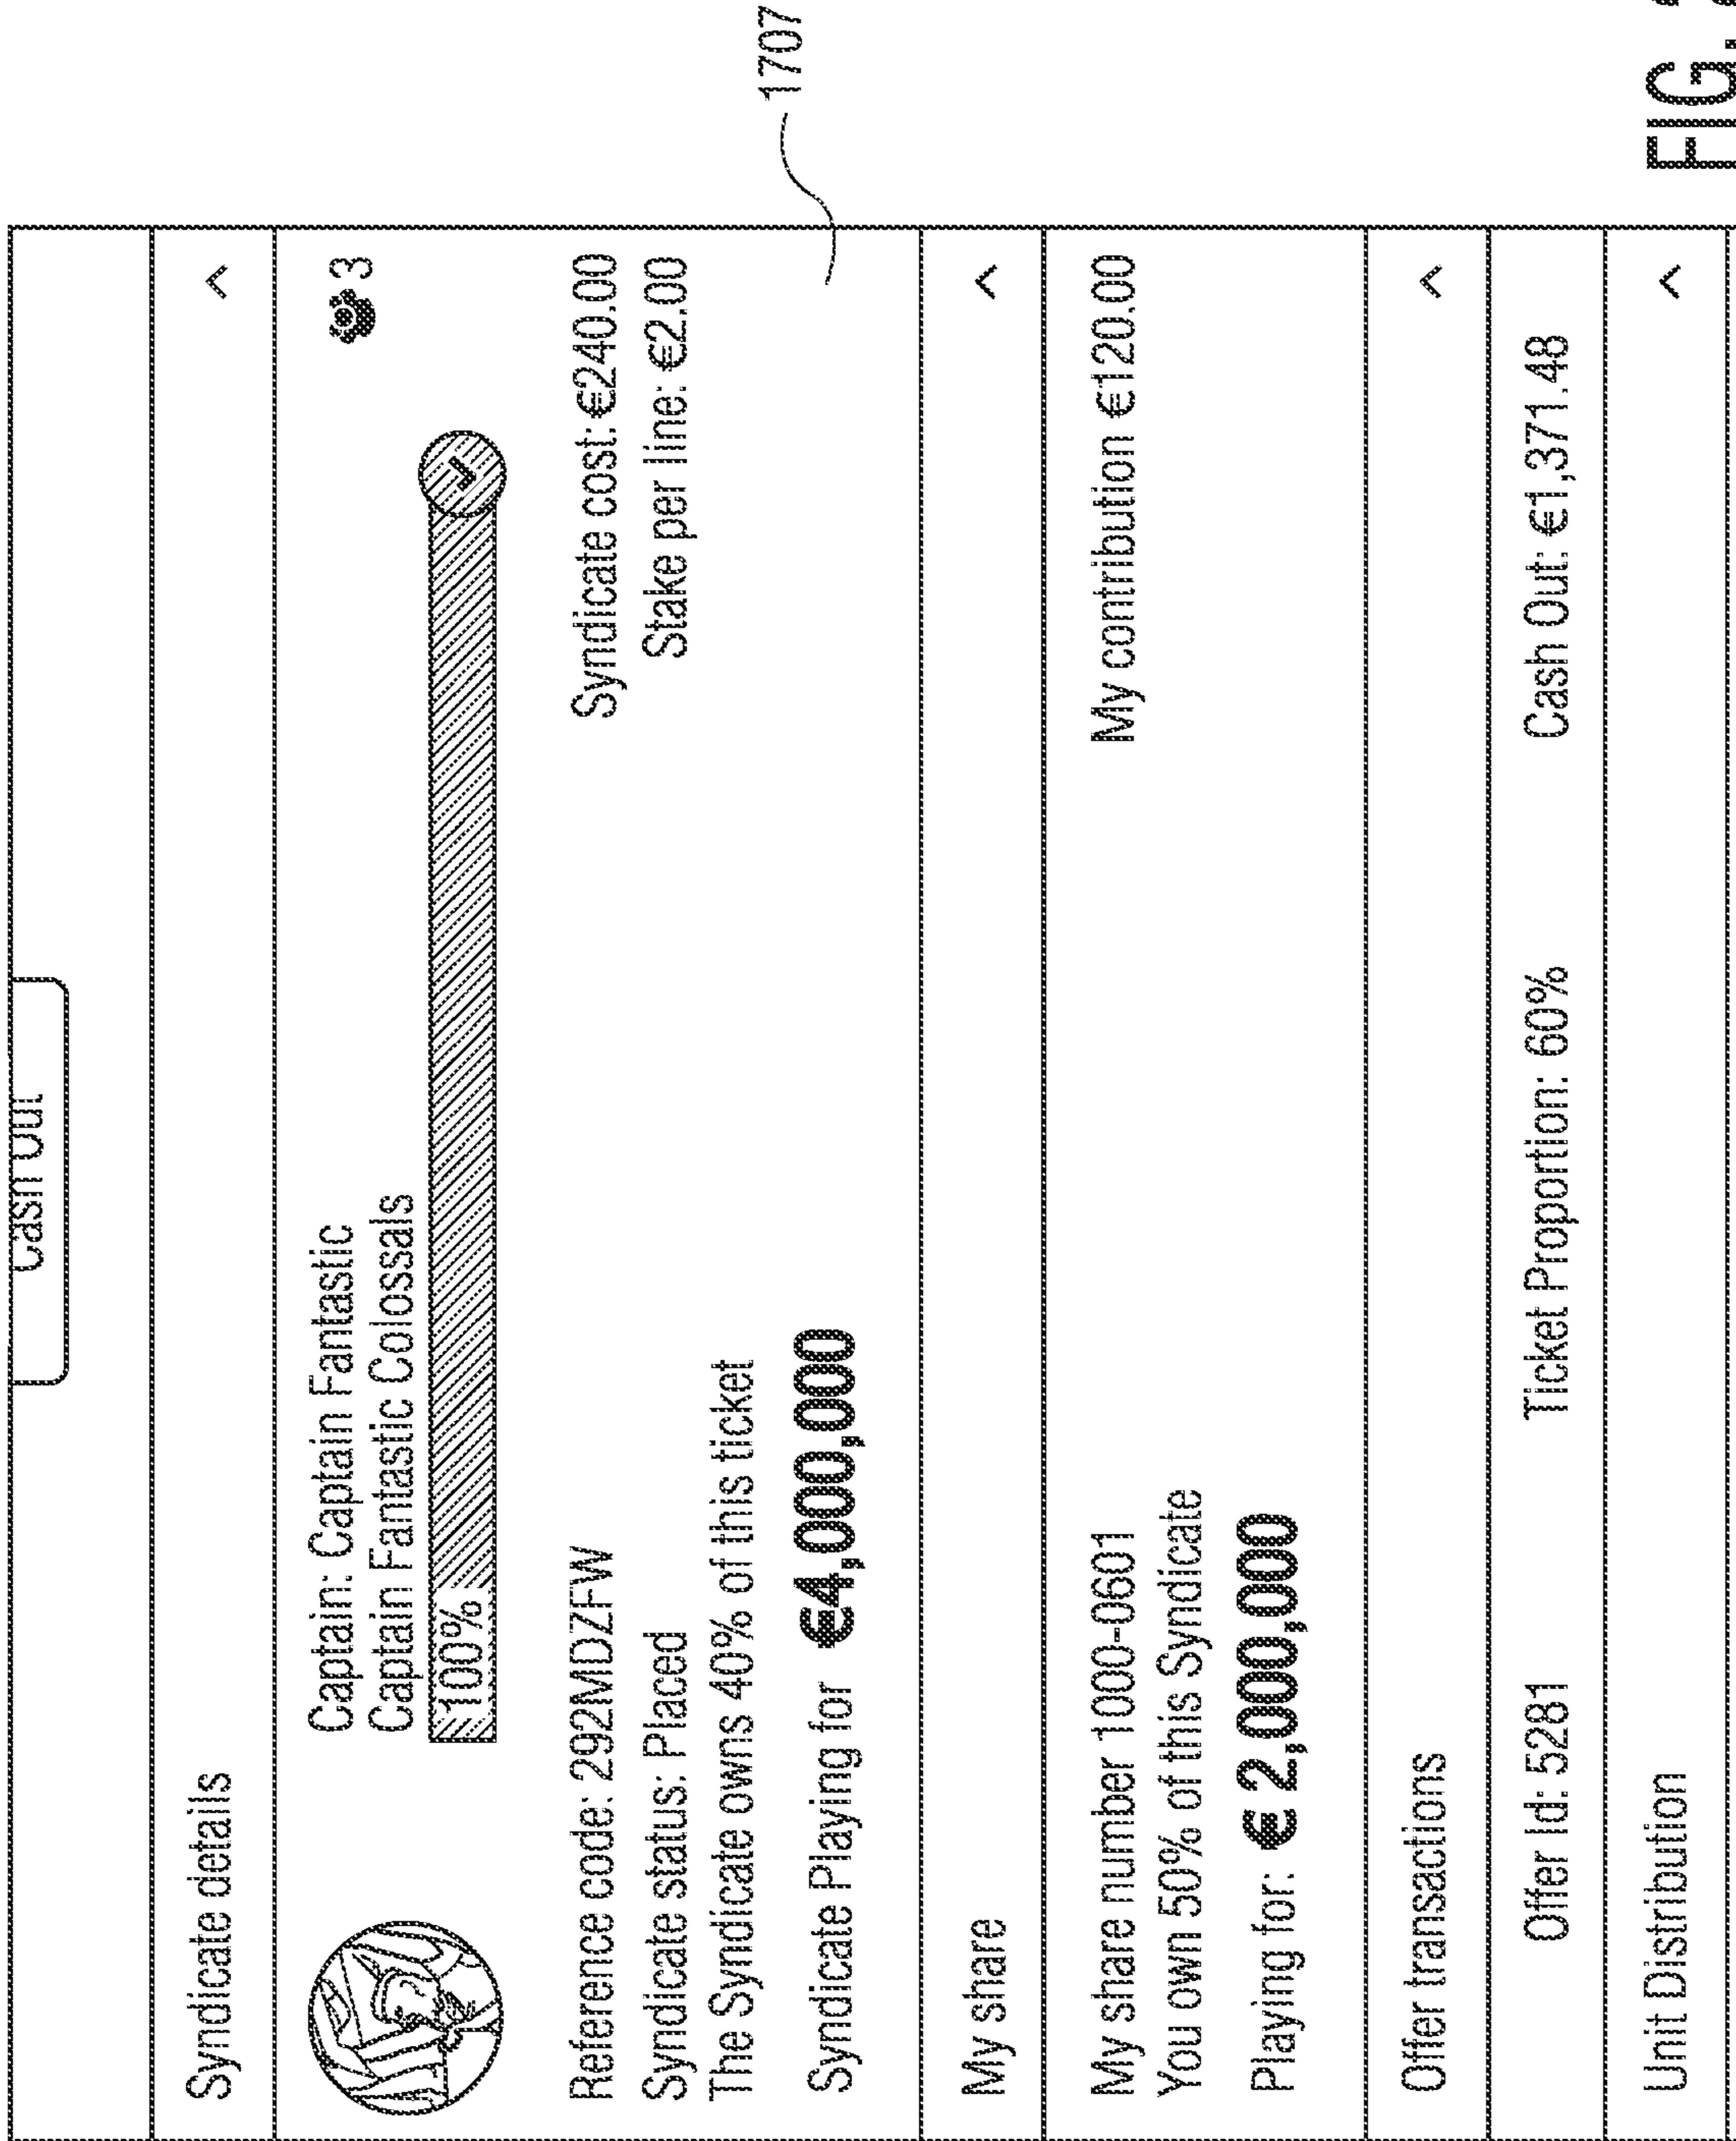 Cash Out
Syndicate details
Captain: Captain Fantastic
3
Captain Fantastic Colossals
100%
Reference code: 292MDZFW
Syndicate cost: €240.00
Syndicate status: Placed
Stake per line: €2.00
The Syndicate owns 40% of this ticket
Syndicate Playing for €4,000,000
1707
My share
My share number 1000-0601
My contribution €120.00
You own 50% of this Syndicate
Playing for: € 2,000,000
Offer transactions
Offer Id: 5281
Ticket Proportion: 60%
Cash Out: €1,371.48
Unit Distribution
FIG.